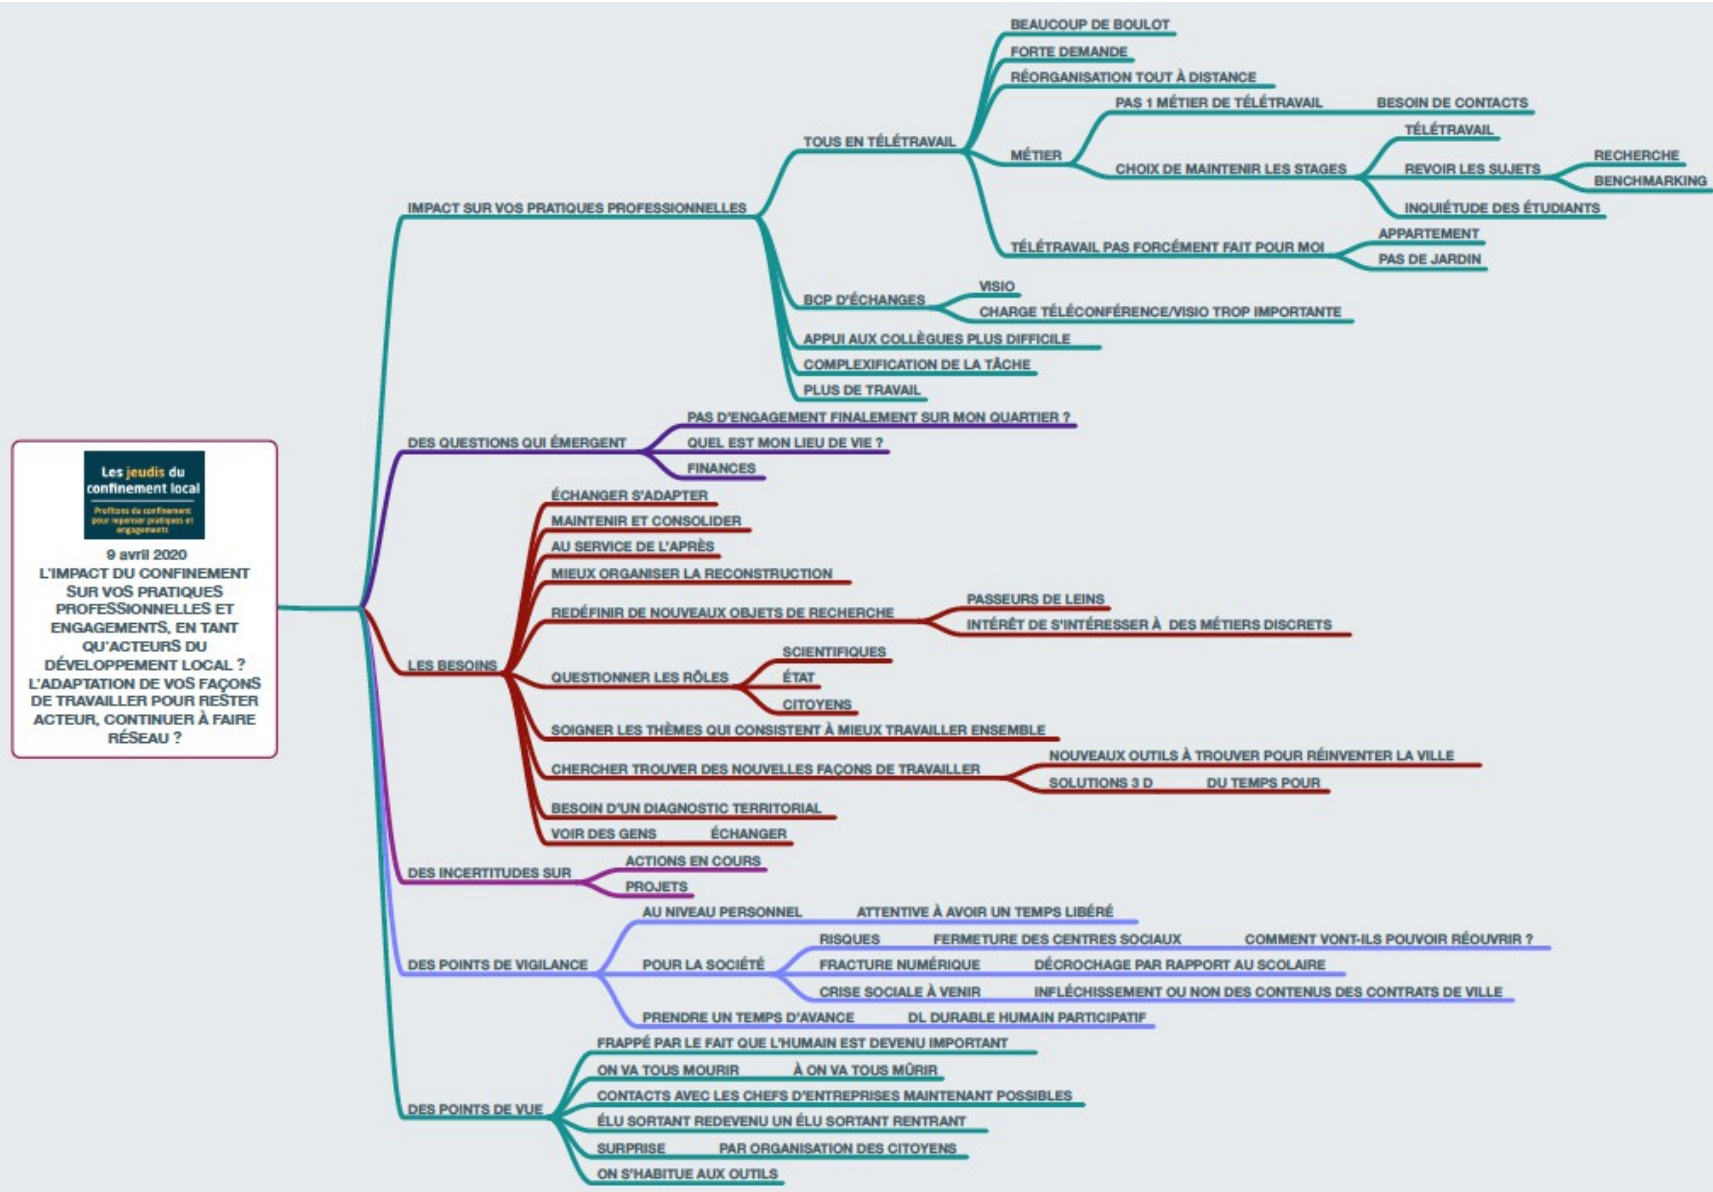 Les jeudis du
confinement local
Profitons du confinement
pour repenser pratiques et
engagements
9 avril 2020
L'IMPACT DU CONFINEMENT
SUR VOS PRATIQUES
PROFESSIONNELLES ET
ENGAGEMENTS, EN TANT
QU'ACTEURS DU
DÉVELOPPEMENT LOCAL ?
L'ADAPTATION DE VOS FAÇONS
DE TRAVAILLER POUR RESTER
ACTEUR, CONTINUER À FAIRE
RÉSEAU ?
IMPACT SUR VOS PRATIQUES PROFESSIONNELLES
TOUS EN TÉLÉTRAVAIL
BEAUCOUP DE BOULOT
FORTE DEMANDE
RÉORGANISATION TOUT À DISTANCE
MÉTIER
PAS 1 MÉTIER DE TÉLÉTRAVAIL
BESOIN DE CONTACTS
CHOIX DE MAINTENIR LES STAGES
TÉLÉTRAVAIL
REVOIR LES SUJETS
RECHERCHE
BENCHMARKING
INQUIÉTUDE DES ÉTUDIANTS
TÉLÉTRAVAIL PAS FORCÉMENT FAIT POUR MOI
APPARTEMENT
PAS DE JARDIN
BCP D'ÉCHANGES
VISIO
CHARGE TÉLÉCONFÉRENCE/VISIO TROP IMPORTANTE
APPUI AUX COLLÈGUES PLUS DIFFICILE
COMPLEXIFICATION DE LA TÂCHE
PLUS DE TRAVAIL
DES QUESTIONS QUI ÉMERGENT
PAS D'ENGAGEMENT FINALEMENT SUR MON QUARTIER ?
QUEL EST MON LIEU DE VIE ?
FINANCES
LES BESOINS
ÉCHANGER S'ADAPTER
MAINTENIR ET CONSOLIDER
AU SERVICE DE L'APRÈS
MIEUX ORGANISER LA RECONSTRUCTION
REDÉFINIR DE NOUVEAUX OBJETS DE RECHERCHE
PASSEURS DE LEINS
INTÉRÊT DE S'INTÉRESSER À DES MÉTIERS DISCRETS
QUESTIONNER LES RÔLES
SCIENTIFIQUES
ÉTAT
CITOYENS
SOIGNER LES THÈMES QUI CONSISTENT À MIEUX TRAVAILLER ENSEMBLE
CHERCHER TROUVER DES NOUVELLES FAÇONS DE TRAVAILLER
NOUVEAUX OUTILS À TROUVER POUR RÉINVENTER LA VILLE
SOLUTIONS 3 D
DU TEMPS POUR
BESOIN D'UN DIAGNOSTIC TERRITORIAL
VOIR DES GENS
ÉCHANGER
DES INCERTITUDES SUR
ACTIONS EN COURS
PROJETS
DES POINTS DE VIGILANCE
AU NIVEAU PERSONNEL
ATTENTIVE À AVOIR UN TEMPS LIBÉRÉ
POUR LA SOCIÉTÉ
RISQUES
FERMETURE DES CENTRES SOCIAUX
COMMENT VONT-ILS POUVOIR RÉOUVRIR ?
FRACTURE NUMÉRIQUE
DÉCROCHAGE PAR RAPPORT AU SCOLAIRE
CRISE SOCIALE À VENIR
INFLÉCHISSEMENT OU NON DES CONTENUS DES CONTRATS DE VILLE
PRENDRE UN TEMPS D'AVANCE
DL DURABLE HUMAIN PARTICIPATIF
DES POINTS DE VUE
FRAPPÉ PAR LE FAIT QUE L'HUMAIN EST DEVENU IMPORTANT
ON VA TOUS MOURIR
À ON VA TOUS MÛRIR
CONTACTS AVEC LES CHEFS D'ENTREPRISES MAINTENANT POSSIBLES
ÉLU SORTANT REDEVENU UN ÉLU SORTANT RENTRANT
SURPRISE
PAR ORGANISATION DES CITOYENS
ON S'HABITUE AUX OUTILS